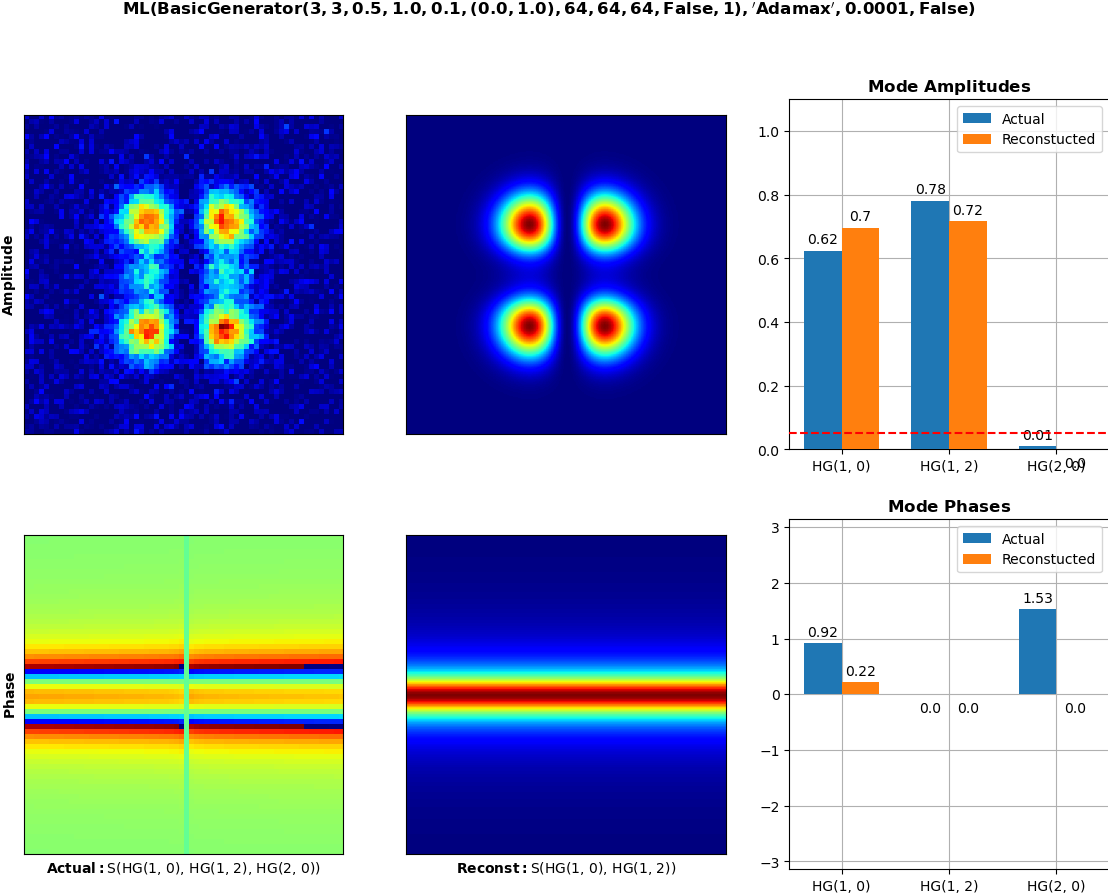 ML(BasicGenerator(3, 3, 0.5, 1.0, 0.1, (0.0, 1.0), 64, 64, 64, False, 1), ′Adamax′, 0.0001, False)
Amplitude
Mode Amplitudes
Actual
Reconstucted
1.0
0.8
0.6
0.4
0.2
0.0
0.62
0.7
0.78
0.72
0.01
0.0
HG(1, 0)
HG(1, 2)
HG(2, 0)
Phase
Actual: S(HG(1, 0), HG(1, 2), HG(2, 0))
Reconst: S(HG(1, 0), HG(1, 2))
Mode Phases
Actual
Reconstucted
3
2
1
0
−1
−2
−3
0.92
0.22
0.0
0.0
1.53
0.0
HG(1, 0)
HG(1, 2)
HG(2, 0)